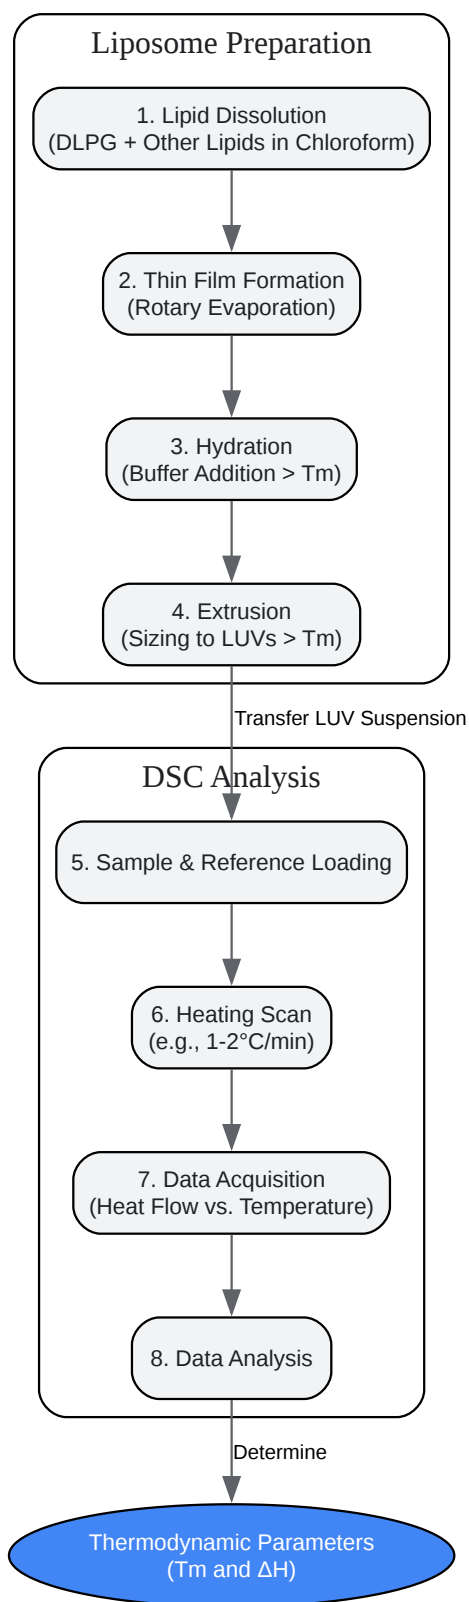 Liposome Preparation
1. Lipid Dissolution
(DLPG + Other Lipids in Chloroform)
2. Thin Film Formation
(Rotary Evaporation)
3. Hydration
(Buffer Addition > Tm)
4. Extrusion
(Sizing to LUVs > Tm)
Transfer LUV Suspension
DSC Analysis
5. Sample & Reference Loading
6. Heating Scan
(e.g., 1-2°C/min)
7. Data Acquisition
(Heat Flow vs. Temperature)
8. Data Analysis
Determine
Thermodynamic Parameters
(Tm and ΔH)